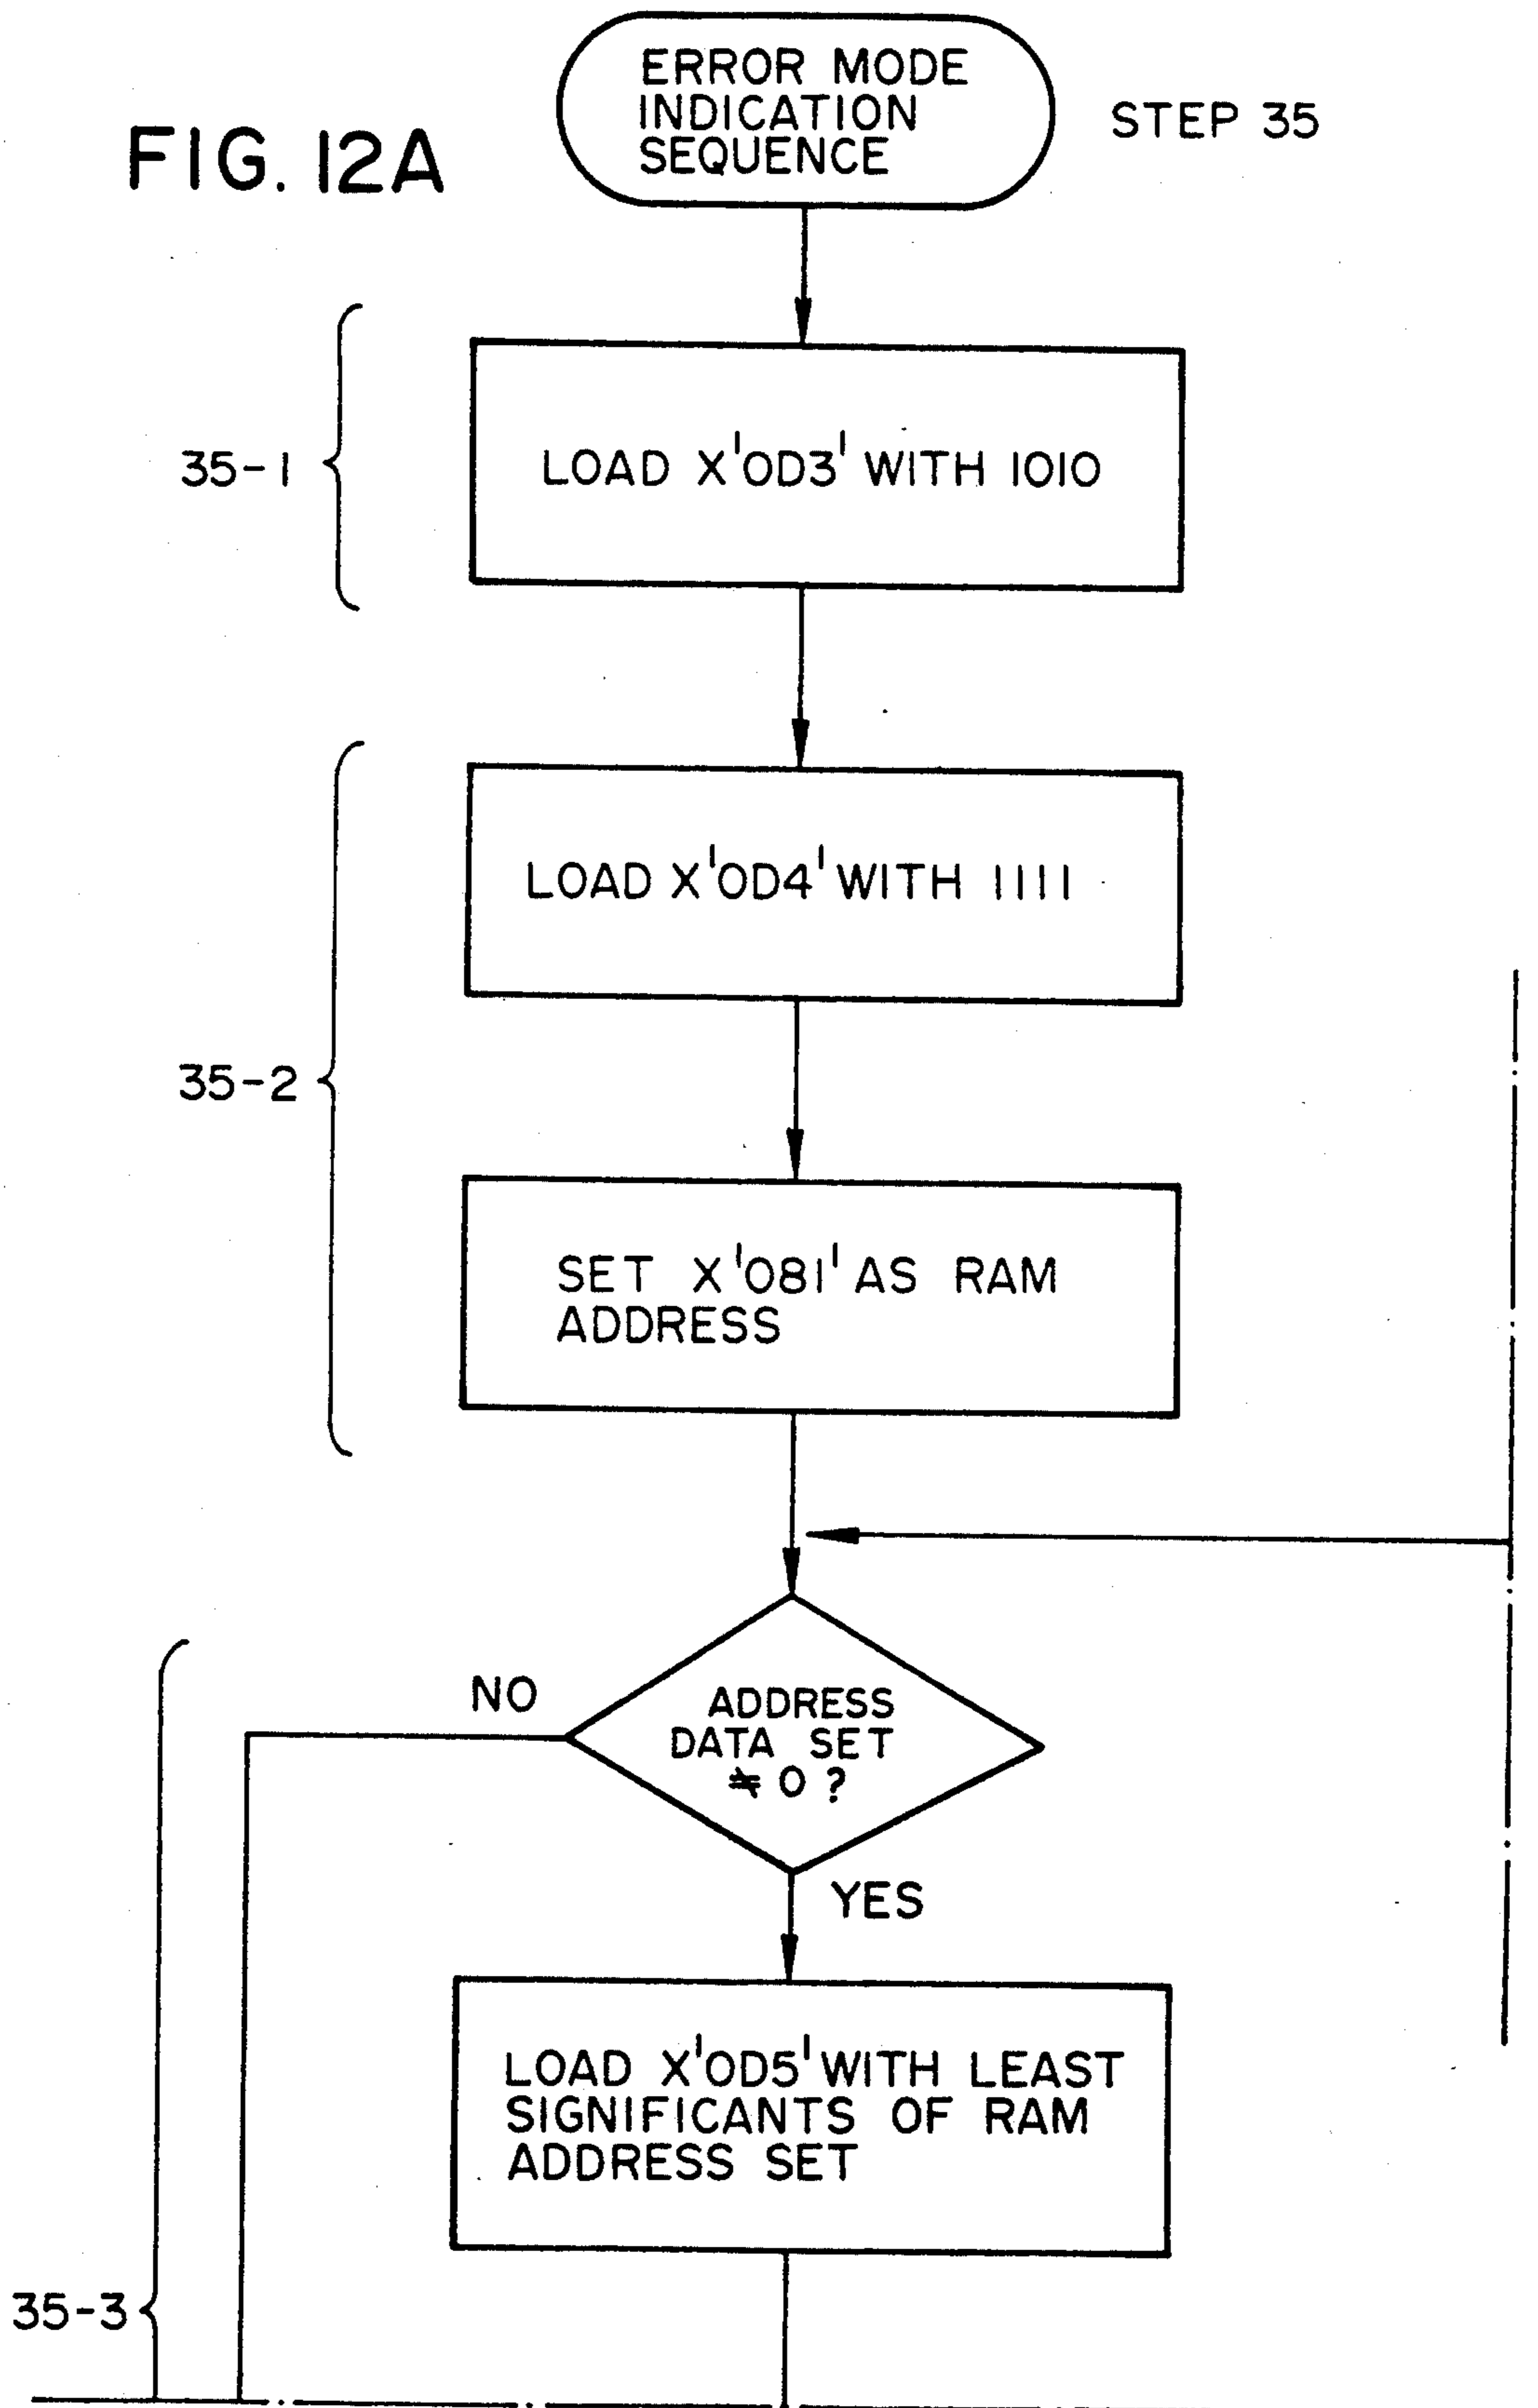 FIG. 12A
ERROR MODE
INDICATION
SEQUENCE
STEP 35
35-1
LOAD X'0D3' WITH 1010
35-2
LOAD X'0D4' WITH 1111
SET X'081' AS RAM
ADDRESS
NO
ADDRESS
DATA SET
≠ 0 ?
YES
LOAD X'0D5' WITH LEAST
SIGNIFICANTS OF RAM
ADDRESS SET
35-3